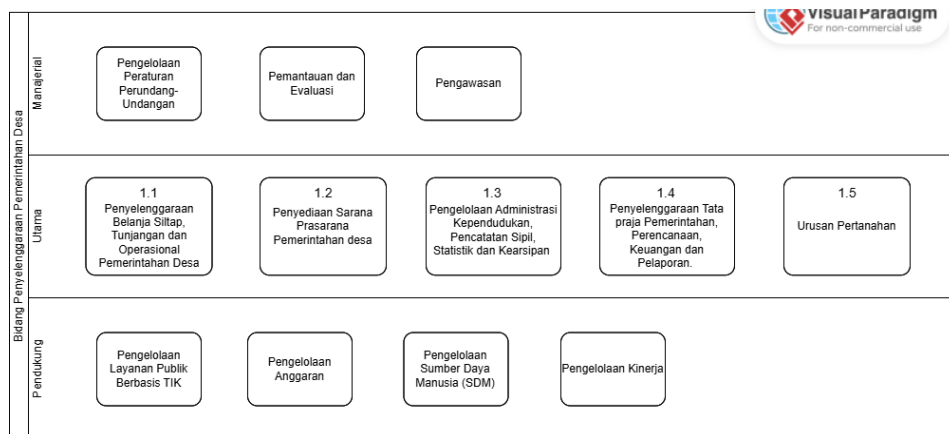 Visual Paradigm
For non-commercial use
Bidang Penyelenggaraan Pemerintahan Desa
Manajerial
Pengelolaan
Peraturan
Perundang-
Undangan
Pemantauan dan
Evaluasi
Pengawasan
Utama
1.1
Penyelenggaraan
Belanja Siltap,
Tunjangan dan
Operasional
Pemerintahan Desa
1.2
Penyediaan Sarana
Prasarana
Pemerintahan desa
1.3
Pengelolaan Administrasi
Kependudukan,
Pencatatan Sipil,
Statistik dan Kearsipan
1.4
Penyelenggaraan Tata
praja Pemerintahan,
Perencanaan,
Keuangan dan
Pelaporan.
1.5
Urusan Pertanahan
Pendukung
Pengelolaan
Layanan Publik
Berbasis TIK
Pengelolaan
Anggaran
Pengelolaan
Sumber Daya
Manusia (SDM)
Pengelolaan Kinerja